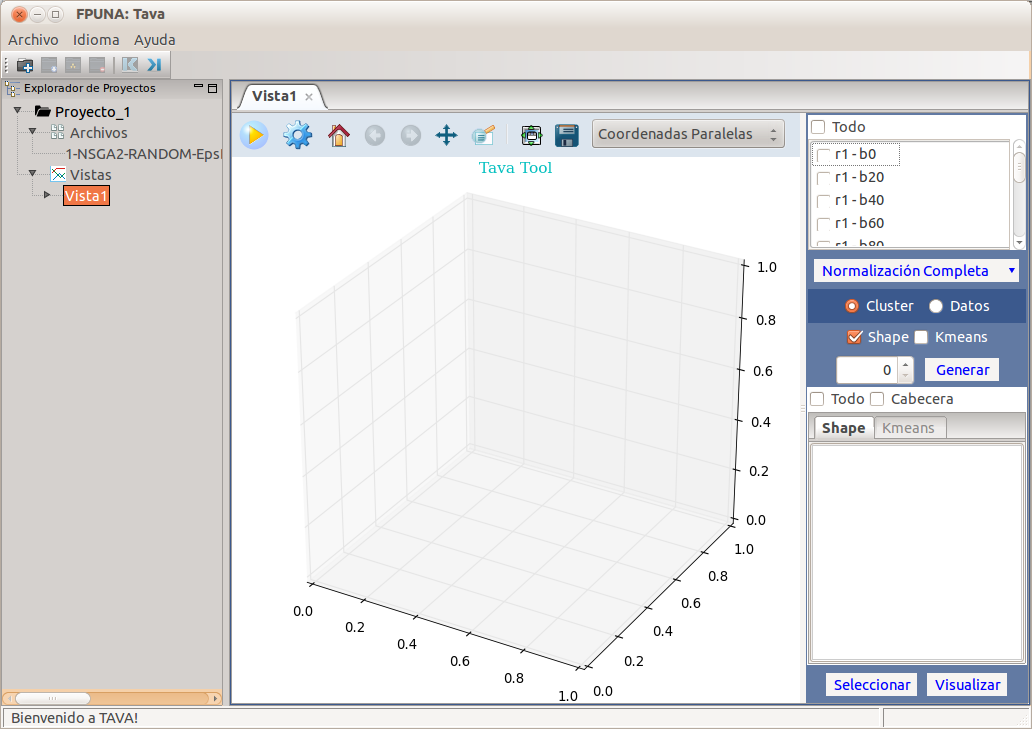 FPUNA: Tava
Archivo Idioma Ayuda
Explorador de Proyectos
Proyecto_1
Archivos
1-NSGA2-RANDOM-Eps
Vistas
Vista1
Vista1
Coordenadas Paralelas
Tava Tool
1.0
0.8
0.6
0.4
0.2
0.0
1.0
0.8
0.6
0.4
0.2
0.0
0.0
0.2
0.4
0.6
0.8
1.0
Todo
r1 - b0
r1 - b20
r1 - b40
r1 - b60
r1 - b80
Normalización Completa
Cluster Datos
Shape Kmeans
0 Generar
Todo Cabecera
Shape Kmeans
Seleccionar Visualizar
Bienvenido a TAVA!